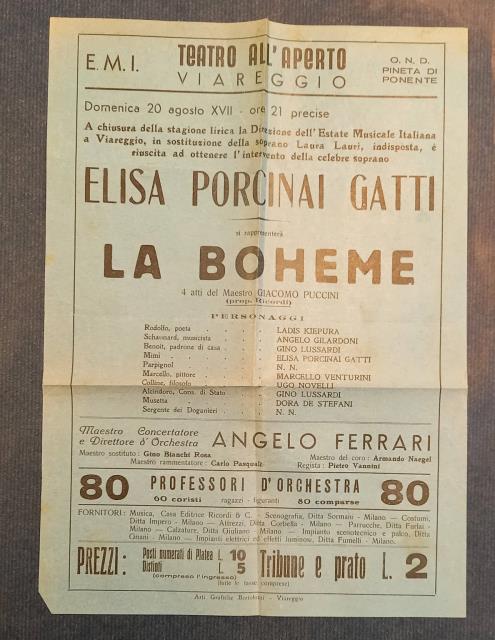 E. M. I.
TEATRO ALL'APERTO
VIAREGGIO
O. N. D.
PINETA DI
PONENTE
Domenica 20 agosto XVII - ore 21 precise
A chiusura della stagione lirica la Direzione dell'Estate Musicale Italiana
a Viareggio, in sostituzione della soprano Laura Lauri, indisposta, è
riuscita ad ottenere l'intervento della celebre soprano
ELISA PORCINAI GATTI
si rappresenterà
LA BOHEME
4 atti del Maestro GIACOMO PUCCINI
(propr. Ricordi)
PERSONAGGI
Rodolfo, poeta . . . . LADIS KIEPURA
Schaunard, musicista . . . . ANGELO GILARDONI
Benoit, padrone di casa . . . GINO LUSSARDI
Mimì . . . . ELISA PORCINAI GATTI
Parpignol . . . . N. N.
Marcello, pittore . . . . MARCELLO VENTURINI
Colline, filosofo . . . . UGO NOVELLI
Alcindoro, Cons. di Stato . . . GINO LUSSARDI
Musetta . . . . DORA DE STEFANI
Sergente dei Doganieri . . . N. N.
Maestro Concertatore
e Direttore d'Orchestra ANGELO FERRARI
Maestro sostituto : Gino Bianchi Rosa Maestro del coro : Armando Naegel
Maestro rammentatore : Carlo Pasquale Regista : Pietro Vannini
80 PROFESSORI D'ORCHESTRA 80
60 coristi ragazzi - figuranti 80 comparse
FORNITORI : Musica, Casa Editrice Ricordi & C. - Scenografia, Ditta Sormani - Milano — Costumi,
Ditta Impero - Milano — Attrezzi, Ditta Corbella - Milano — Parrucche, Ditta Farfai -
Milano — Calzature, Ditta Giuliano - Milano — Impianto scenotecnico e palco, Ditta
Onani - Milano — Impianti elettrici ed effetti luminosi, Ditta Fumelli - Milano.
PREZZI : Posti numerati di Platea L. 10
Distinti L. 5
(compreso l'ingresso)
Tribune e prato L. 2
(tutte le tasse comprese)
Arti Grafiche - Viareggio